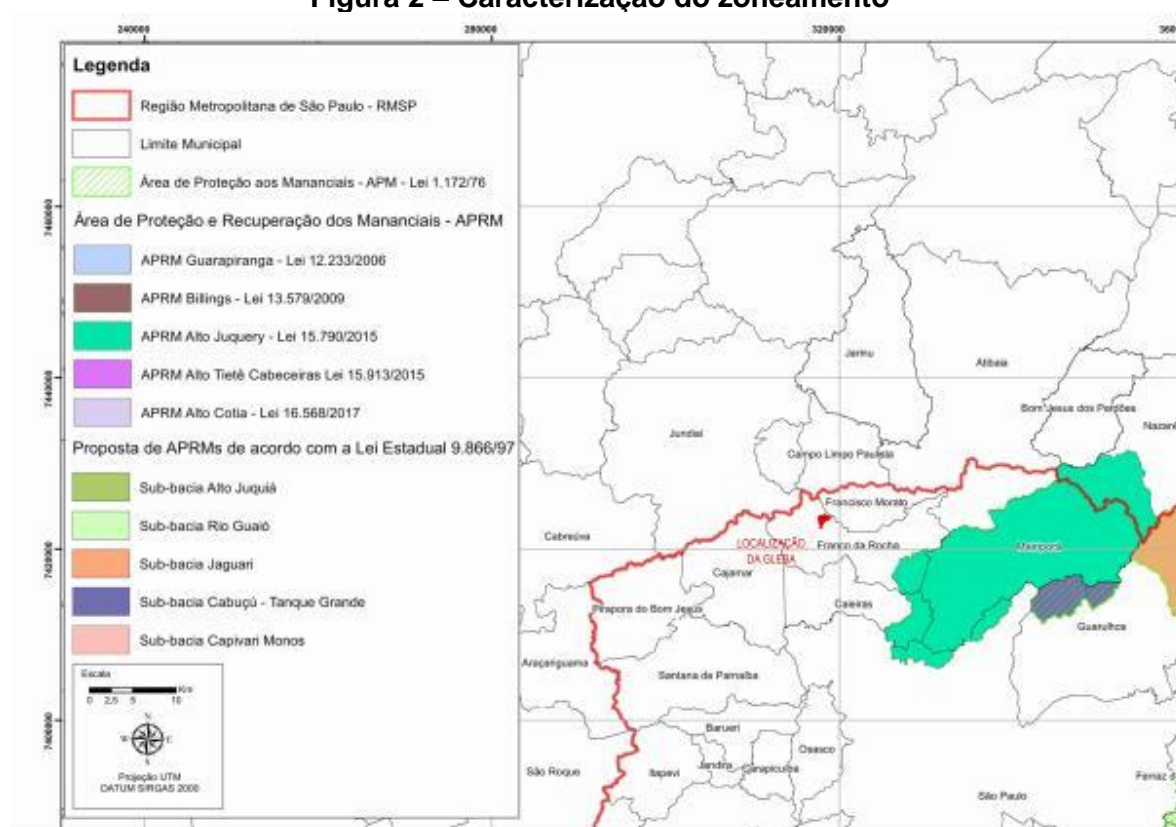 Figura 2 – Caracterização do zoneamento
240000
280000
320000
Legenda
Região Metropolitana de São Paulo - RMSP
Limite Municipal
Área de Proteção aos Mananciais - APM - Lei 1.172/76
Área de Proteção e Recuperação dos Mananciais - APRM
APRM Guarapiranga - Lei 12.233/2006
APRM Billings - Lei 13.579/2009
APRM Alto Juquery - Lei 15.790/2015
APRM Alto Tietê Cabeceiras Lei 15.913/2015
APRM Alto Cotia - Lei 16.568/2017
Proposta de APRMs de acordo com a Lei Estadual 9.866/97
Sub-bacia Alto Juquiá
Sub-bacia Rio Guaió
Sub-bacia Jaguari
Sub-bacia Cabuçú - Tanque Grande
Sub-bacia Capivari Monos
Escala
Km
0 2,5 5 10
N
W E
S
Projeção UTM
DATUM SIRGAS 2000
7460000
7440000
7420000
7400000
Jarinu
Atibaia
Bom Jesus dos Perdões
Nazaré
Jundiaí
Campo Limpo Paulista
Francisco Morato
Cabreúva
LOCALIZAÇÃO
DA GLEBA
Franco da Rocha
Mairiporã
Cajamar
Pirapora do Bom Jesus
Caieiras
Guarulhos
Araçariguama
Santana de Parnaíba
Barueri
Osasco
São Roque
Itapevi
Jandira
Carapicuíba
São Paulo
Ferraz d